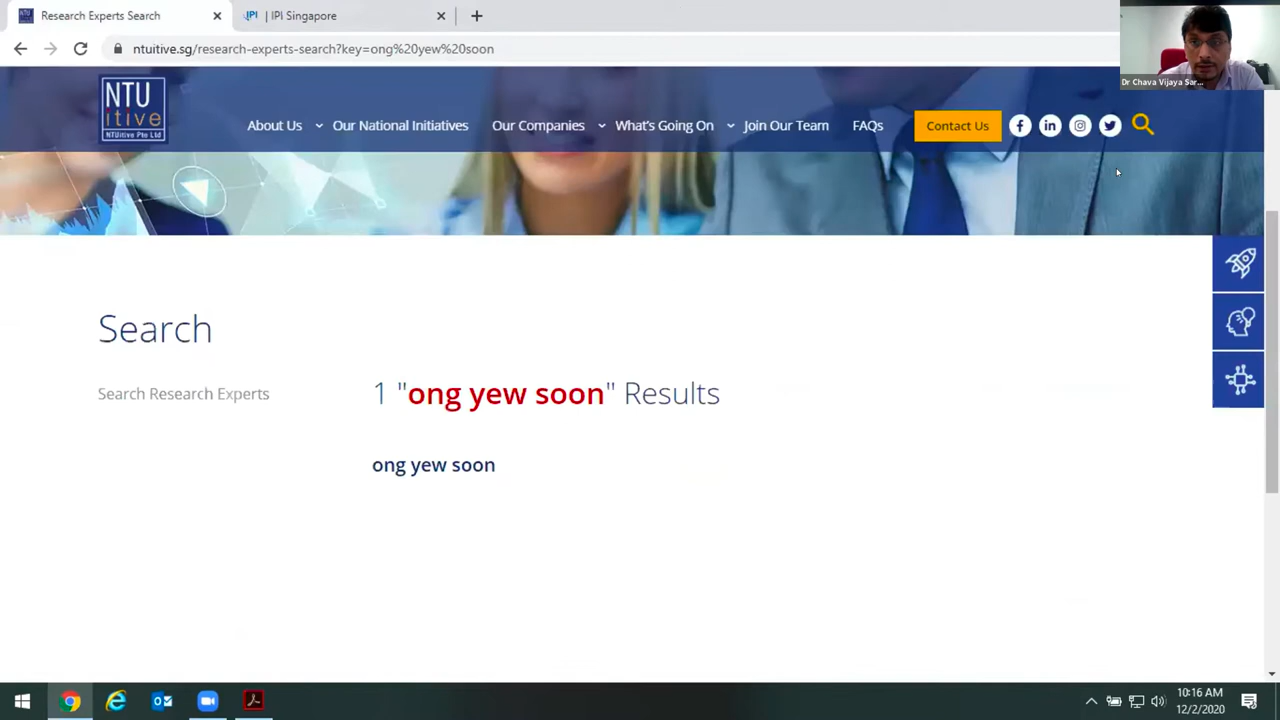 Research Experts Search
IPI | IPI Singapore
ntuitive.sg/research-experts-search?key=ong%20yew%20soon
Dr Chava Vijaya Sar...
NTU
itive
NTUitive Pte Ltd
About Us
Our National Initiatives
Our Companies
What's Going On
Join Our Team
FAQs
Contact Us
Search
Search Research Experts
1 "ong yew soon" Results
ong yew soon
10:16 AM
12/2/2020